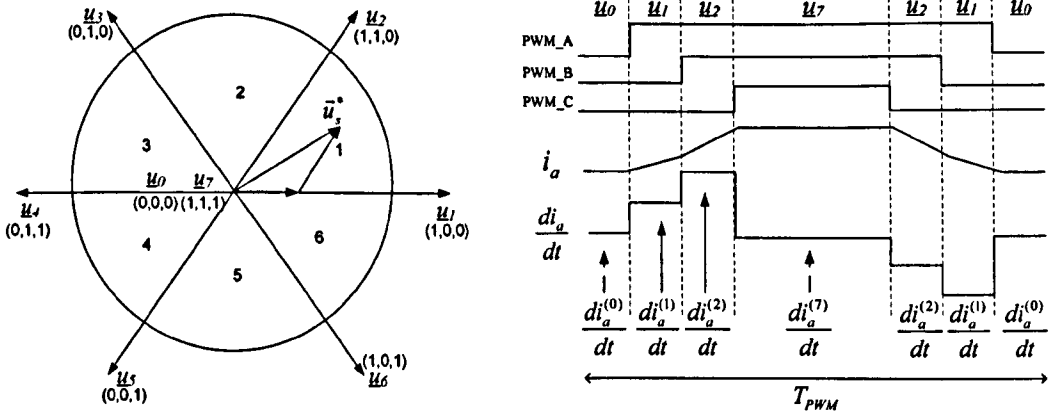 u3
(0,1,0)
u2
(1,1,0)
2
ū*s
1
3
u0 u7
(0,0,0) (1,1,1)
u4
(0,1,1)
u1
(1,0,0)
4
6
5
u5
(0,0,1)
(1,0,1)
u6
u0 u1 u2 u7 u2 u1 u0
PWM_A
PWM_B
PWM_C
ia
dia
dt
dia(0) dia(1) dia(2) dia(7) dia(2) dia(1) dia(0)
dt dt dt dt dt dt dt
TPWM